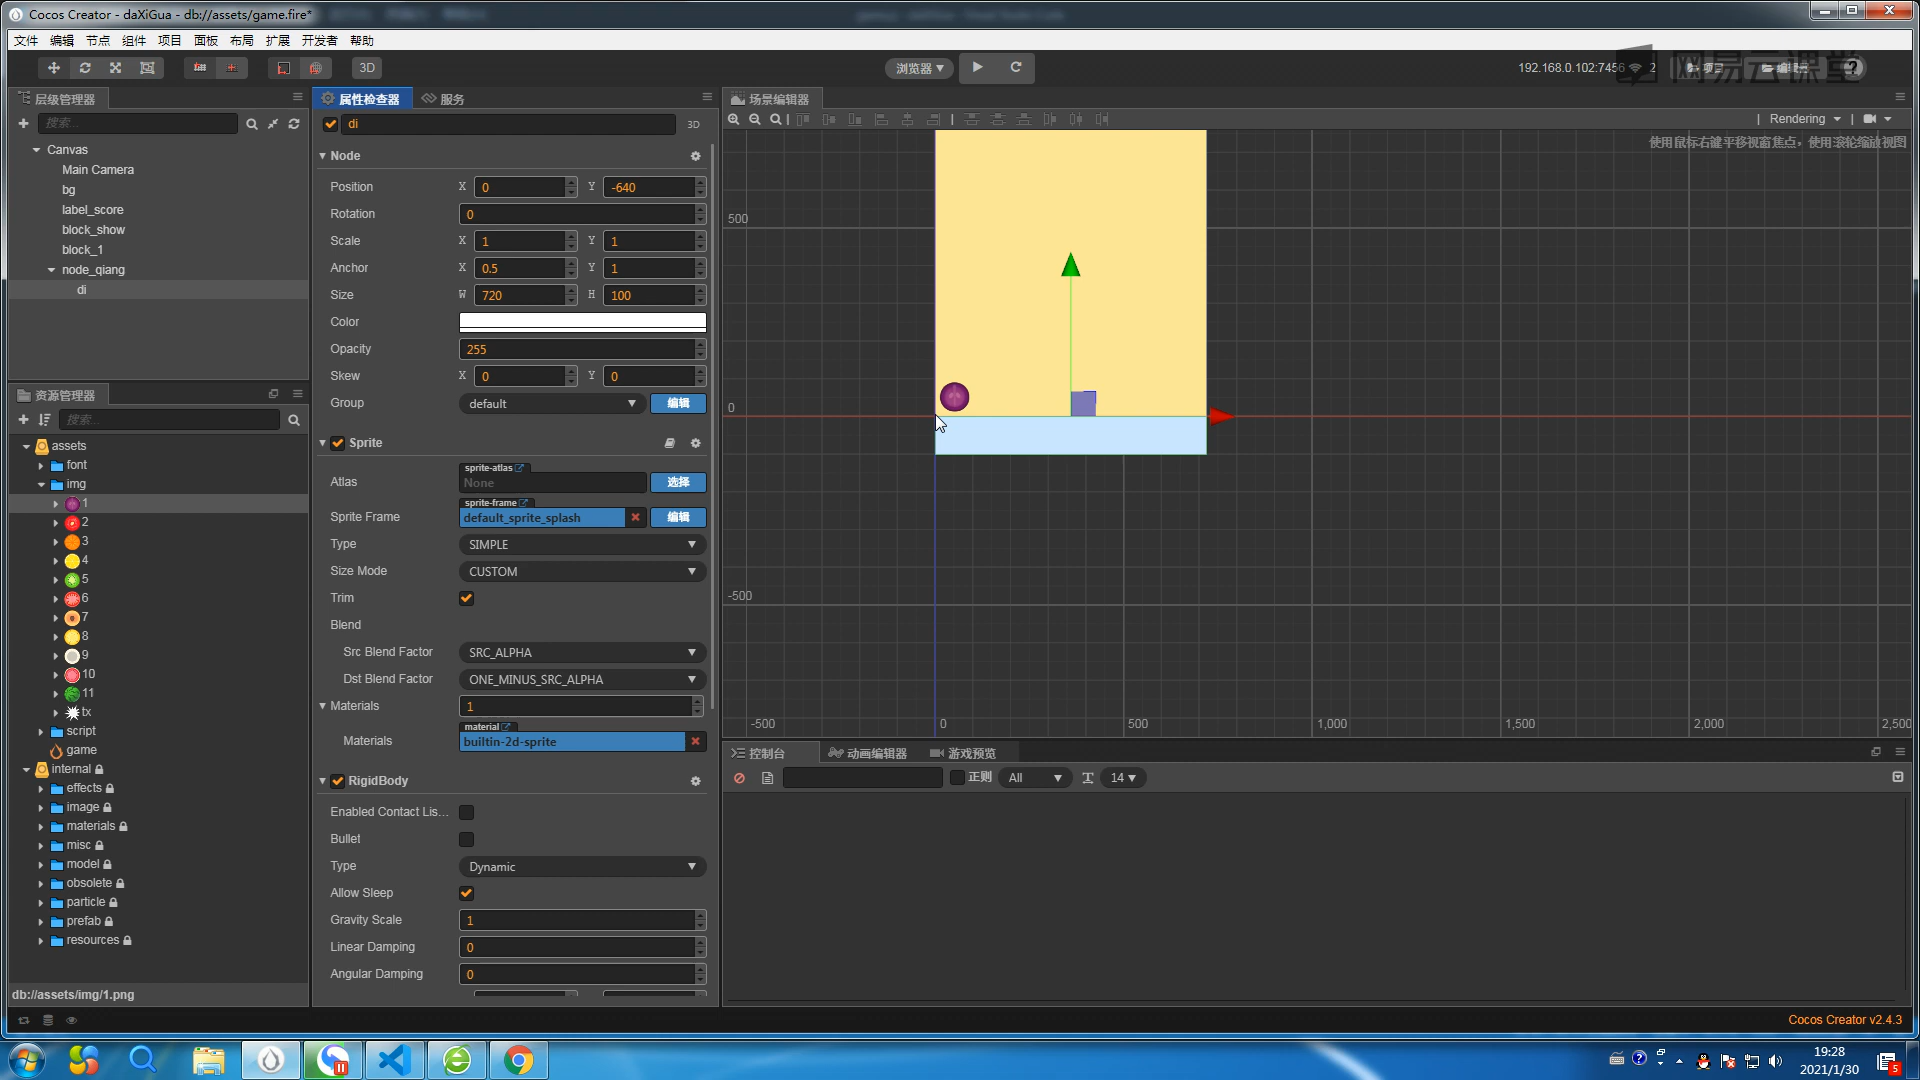 Cocos Creator - daXiGua - db://assets/game.fire*
文件 编辑 节点 组件 项目 面板 布局 扩展 开发者 帮助
3D
浏览器
192.168.0.102:7456 2
网易云课堂
层级管理器
搜索...
Canvas
Main Camera
bg
label_score
block_show
block_1
node_qiang
di
资源管理器
搜索...
assets
font
img
1
2
3
4
5
6
7
8
9
10
11
tx
script
game
internal
effects
image
materials
misc
model
obsolete
particle
prefab
resources
db://assets/img/1.png
属性检查器 服务
di 3D
Node
Position X 0 Y -640
Rotation 0
Scale X 1 Y 1
Anchor X 0.5 Y 1
Size W 720 H 100
Color
Opacity 255
Skew X 0 Y 0
Group default 编辑
Sprite
sprite-atlas
Atlas None 选择
sprite-frame
Sprite Frame default_sprite_splash 编辑
Type SIMPLE
Size Mode CUSTOM
Trim
Blend
Src Blend Factor SRC_ALPHA
Dst Blend Factor ONE_MINUS_SRC_ALPHA
Materials 1
material
Materials builtin-2d-sprite
RigidBody
Enabled Contact Lis...
Bullet
Type Dynamic
Allow Sleep
Gravity Scale 1
Linear Damping 0
Angular Damping 0
场景编辑器
Rendering
使用鼠标右键平移视窗焦点，使用滚轮缩放视图
500
0
-500
-500 0 500 1,000 1,500 2,000 2,500
控制台 动画编辑器 游戏预览
正则 All 14
Cocos Creator v2.4.3
19:28
2021/1/30
5